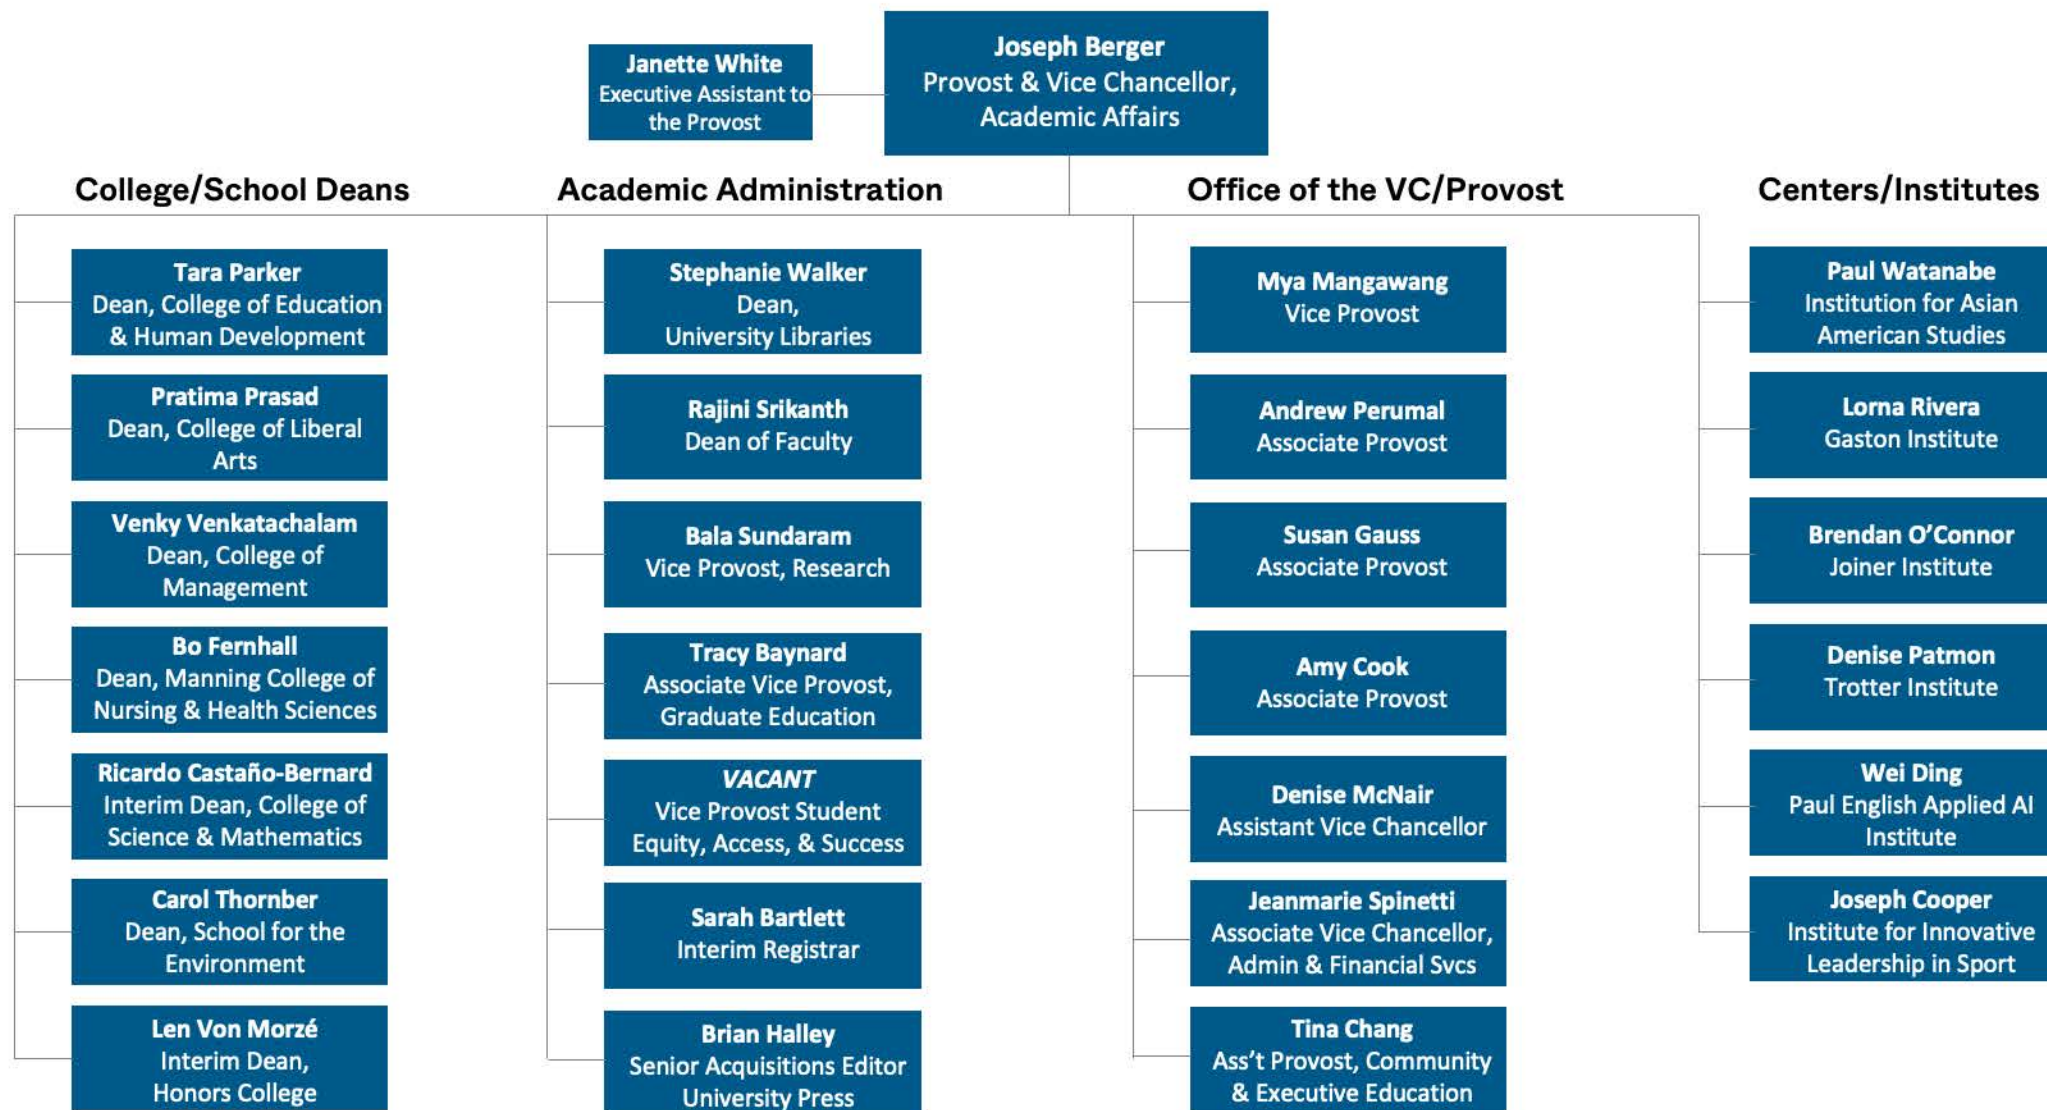 Janette White
Executive Assistant to
the Provost
Joseph Berger
Provost & Vice Chancellor,
Academic Affairs
College/School Deans
Tara Parker
Dean, College of Education
& Human Development
Pratima Prasad
Dean, College of Liberal
Arts
Venky Venkatachalam
Dean, College of
Management
Bo Fernhall
Dean, Manning College of
Nursing & Health Sciences
Ricardo Castaño-Bernard
Interim Dean, College of
Science & Mathematics
Carol Thornber
Dean, School for the
Environment
Len Von Morzé
Interim Dean,
Honors College
Academic Administration
Stephanie Walker
Dean,
University Libraries
Rajini Srikanth
Dean of Faculty
Bala Sundaram
Vice Provost, Research
Tracy Baynard
Associate Vice Provost,
Graduate Education
VACANT
Vice Provost Student
Equity, Access, & Success
Sarah Bartlett
Interim Registrar
Brian Halley
Senior Acquisitions Editor
University Press
Office of the VC/Provost
Mya Mangawang
Vice Provost
Andrew Perumal
Associate Provost
Susan Gauss
Associate Provost
Amy Cook
Associate Provost
Denise McNair
Assistant Vice Chancellor
Jeanmarie Spinetti
Associate Vice Chancellor,
Admin & Financial Svcs
Tina Chang
Ass't Provost, Community
& Executive Education
Centers/Institutes
Paul Watanabe
Institution for Asian
American Studies
Lorna Rivera
Gaston Institute
Brendan O'Connor
Joiner Institute
Denise Patmon
Trotter Institute
Wei Ding
Paul English Applied AI
Institute
Joseph Cooper
Institute for Innovative
Leadership in Sport